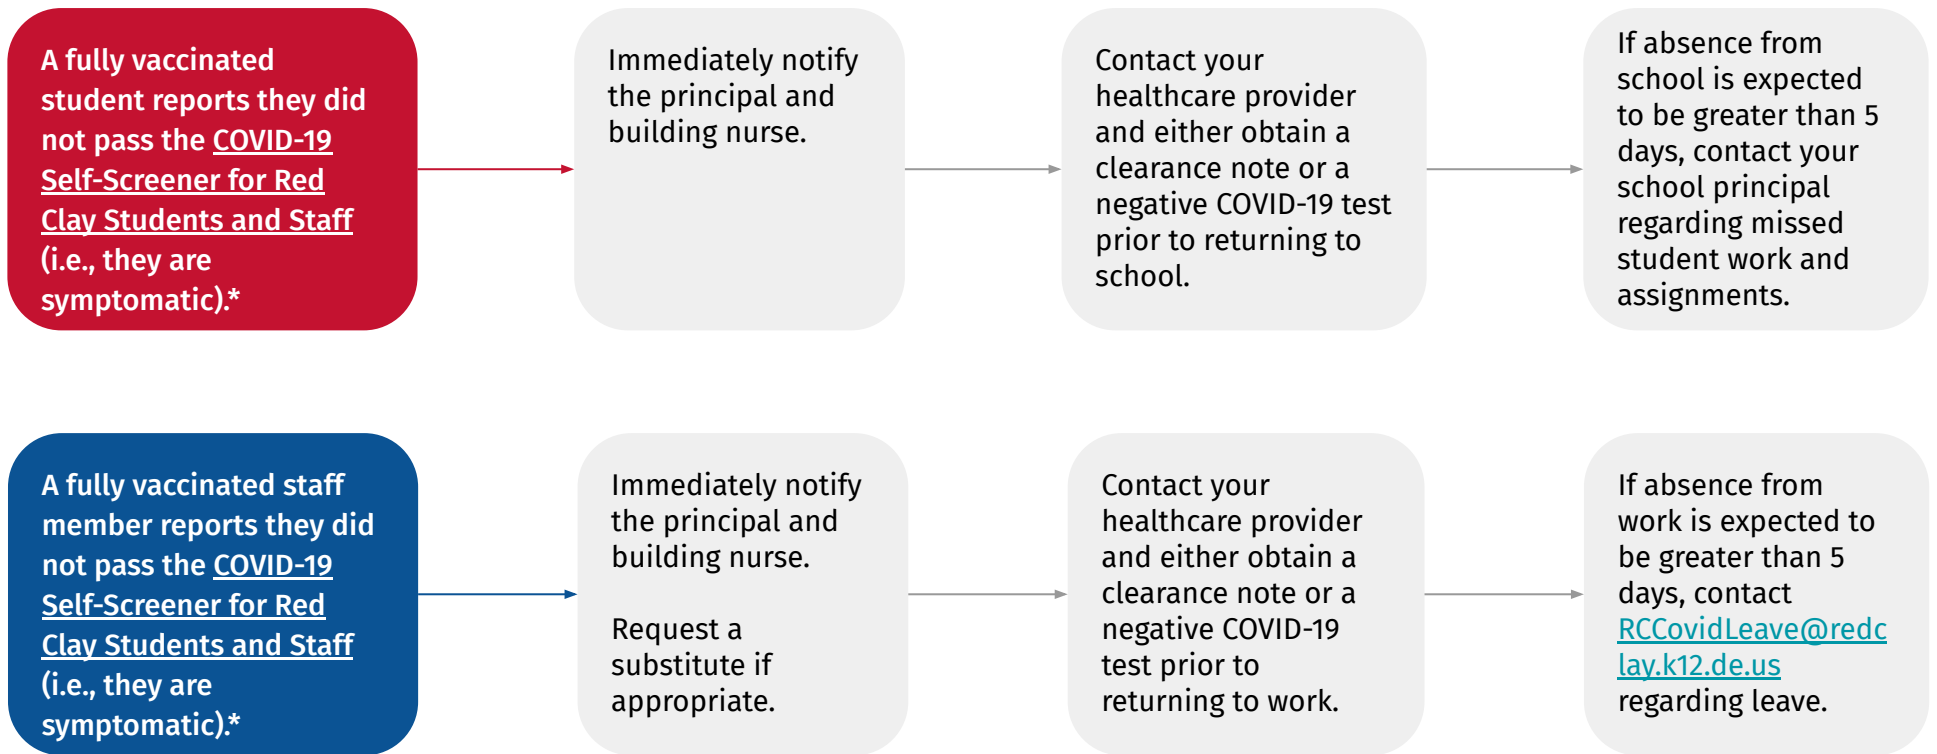 A fully vaccinated
student reports they did
not pass the COVID-19
Self-Screener for Red
Clay Students and Staff
(i.e., they are
symptomatic).*
Immediately notify
the principal and
building nurse.
Contact your
healthcare provider
and either obtain a
clearance note or a
negative COVID-19 test
prior to returning to
school.
If absence from
school is expected
to be greater than 5
days, contact your
school principal
regarding missed
student work and
assignments.
A fully vaccinated staff
member reports they did
not pass the COVID-19
Self-Screener for Red
Clay Students and Staff
(i.e., they are
symptomatic).*
Immediately notify
the principal and
building nurse.
Request a
substitute if
appropriate.
Contact your
healthcare provider
and either obtain a
clearance note or a
negative COVID-19
test prior to
returning to work.
If absence from
work is expected to
be greater than 5
days, contact
RCCovidLeave@redc
lay.k12.de.us
regarding leave.